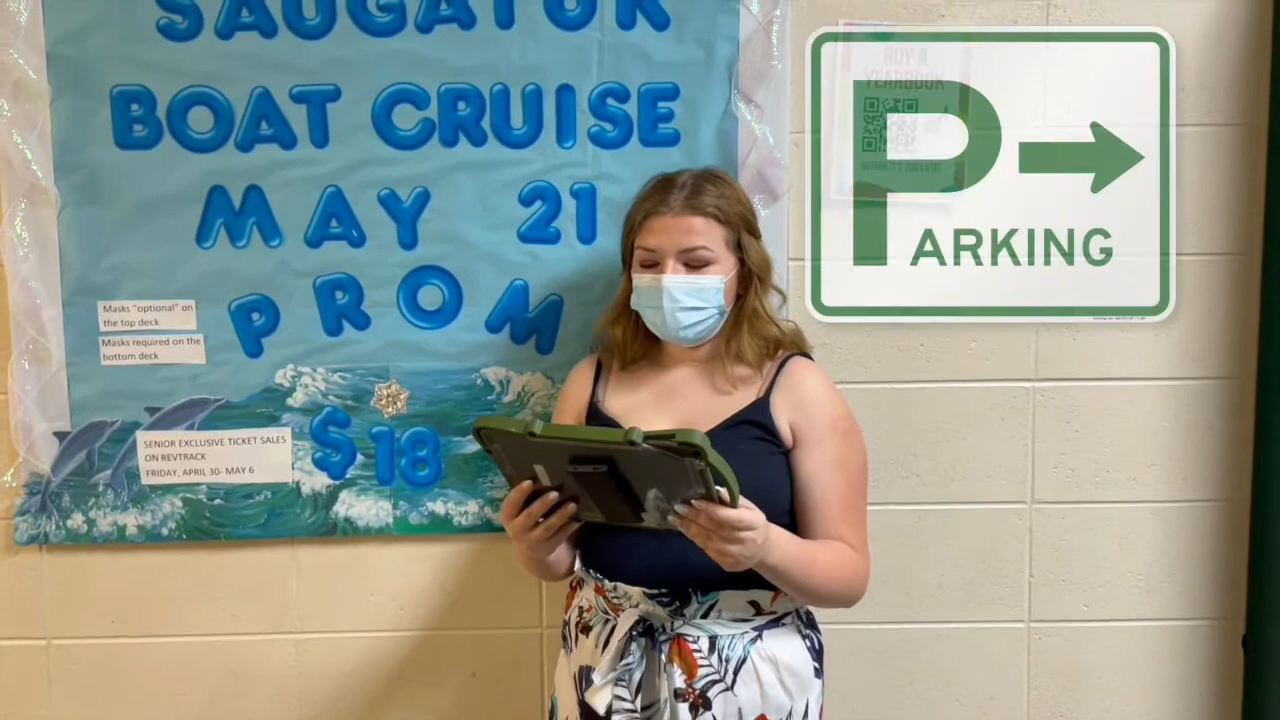 SAUGATUK
BOAT CRUISE
MAY 21
PROM
Masks "optional" on
the top deck
Masks required on the
bottom deck
SENIOR EXCLUSIVE TICKET SALES
ON REVTRACK
FRIDAY, APRIL 30- MAY 6
$18
BUY A
YEARBOOK
PARKING